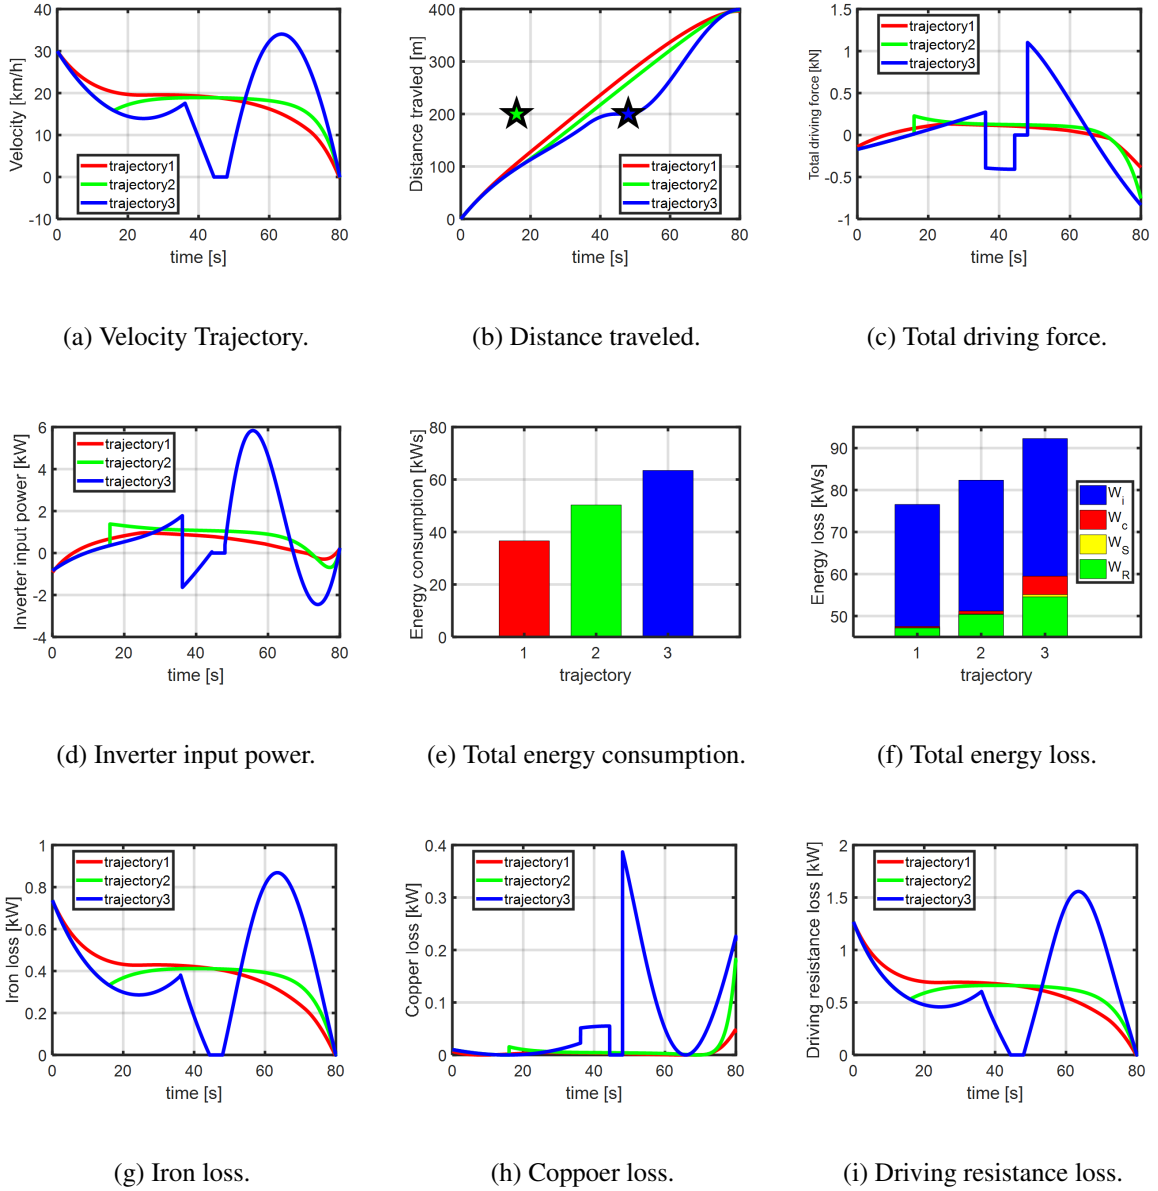 40
30
20
10
0
-10
Velocity [km/h]
trajectory1
trajectory2
trajectory3
0 20 40 60 80
time [s]
(a) Velocity Trajectory.
400
300
200
100
0
Distance travled [m]
trajectory1
trajectory2
trajectory3
0 20 40 60 80
time [s]
(b) Distance traveled.
1.5
1
0.5
0
-0.5
-1
Total driving force [kN]
trajectory1
trajectory2
trajectory3
0 20 40 60 80
time [s]
(c) Total driving force.
6
4
2
0
-2
-4
Inverter input power [kW]
trajectory1
trajectory2
trajectory3
0 20 40 60 80
time [s]
(d) Inverter input power.
80
60
40
20
0
Energy consumption [kWs]
1 2 3
trajectory
(e) Total energy consumption.
90
80
70
60
50
Energy loss [kWs]
W_i
W_c
W_S
W_R
1 2 3
trajectory
(f) Total energy loss.
1
0.8
0.6
0.4
0.2
0
Iron loss [kW]
trajectory1
trajectory2
trajectory3
0 20 40 60 80
time [s]
(g) Iron loss.
0.4
0.3
0.2
0.1
0
Copper loss [kW]
trajectory1
trajectory2
trajectory3
0 20 40 60 80
time [s]
(h) Coppoer loss.
2
1.5
1
0.5
0
Driving resistance loss [kW]
trajectory1
trajectory2
trajectory3
0 20 40 60 80
time [s]
(i) Driving resistance loss.